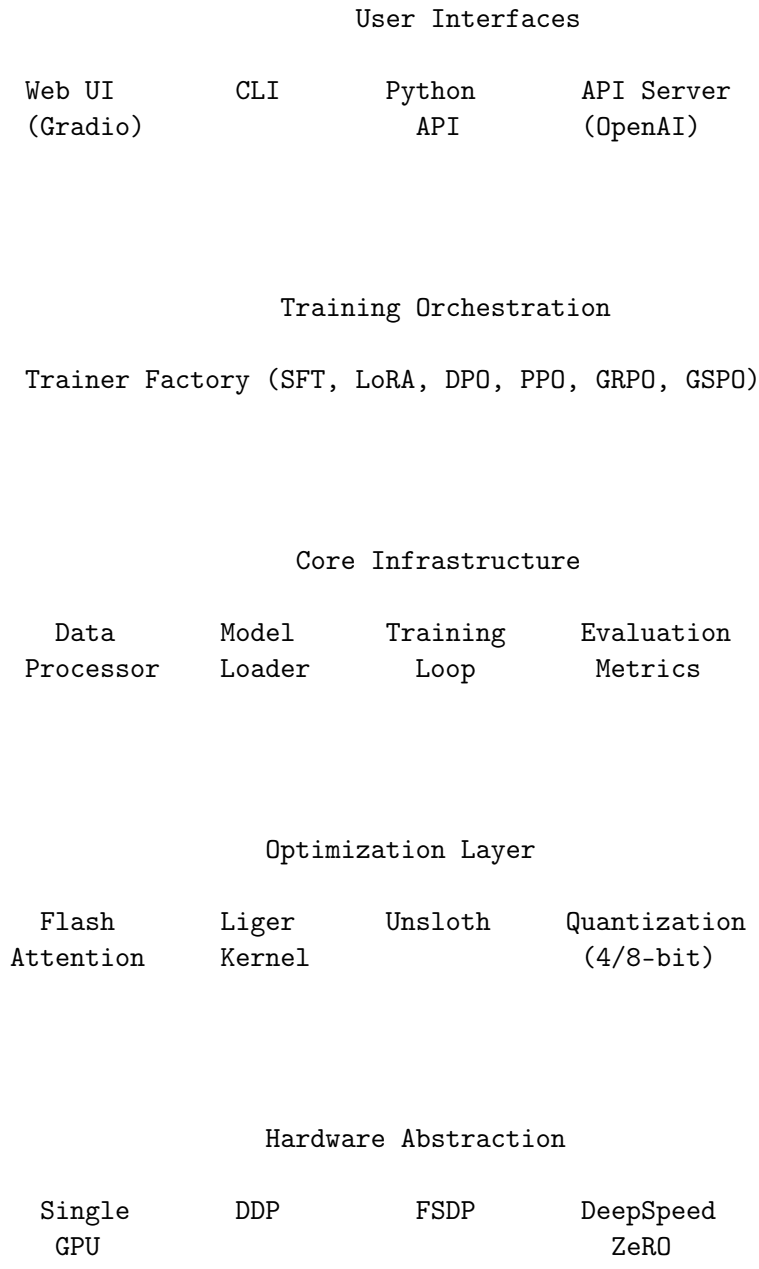 User Interfaces
Web UI CLI Python API Server
(Gradio) API (OpenAI)
Training Orchestration
Trainer Factory (SFT, LoRA, DPO, PPO, GRPO, GSPO)
Core Infrastructure
Data Model Training Evaluation
Processor Loader Loop Metrics
Optimization Layer
Flash Liger Unsloth Quantization
Attention Kernel (4/8-bit)
Hardware Abstraction
Single DDP FSDP DeepSpeed
GPU ZeRO